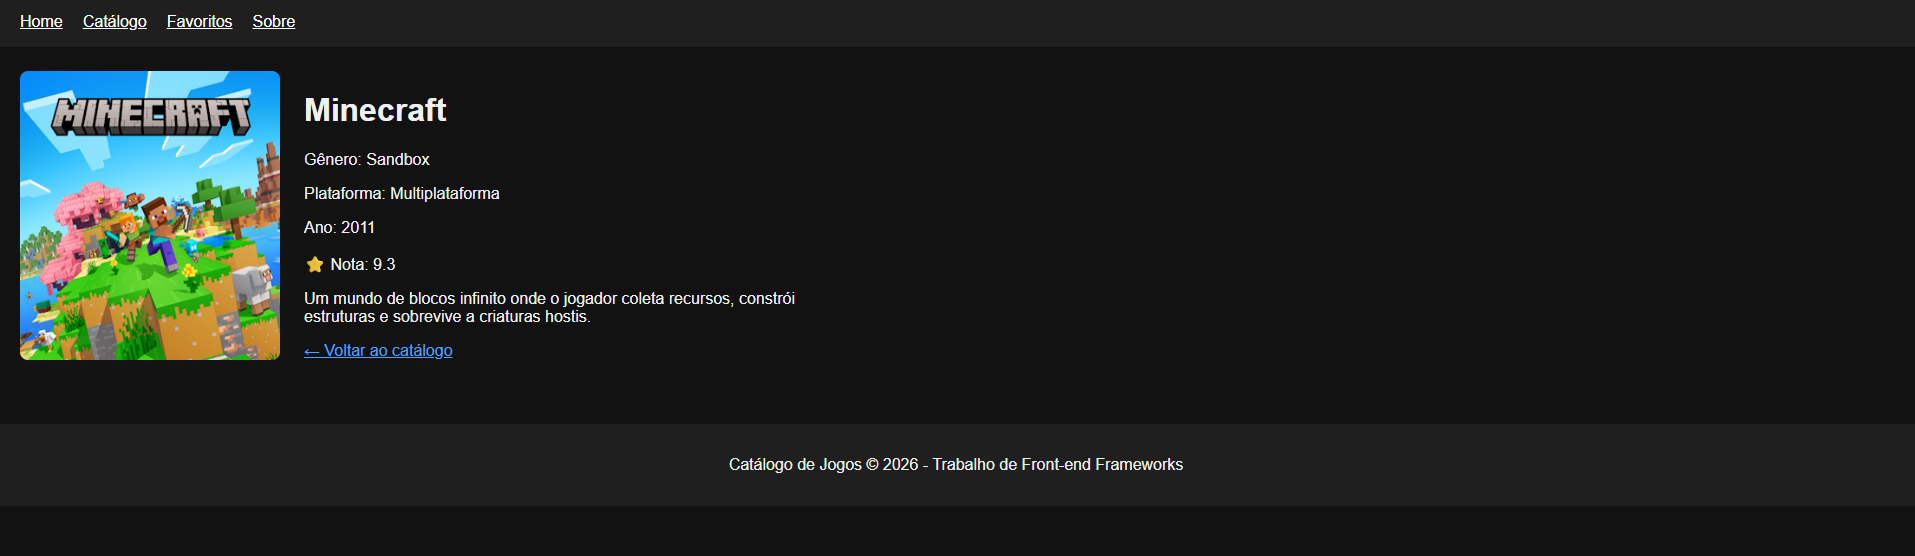 Home Catálogo Favoritos Sobre
MINECRAFT
Minecraft
Gênero: Sandbox
Plataforma: Multiplataforma
Ano: 2011
⭐ Nota: 9.3
Um mundo de blocos infinito onde o jogador coleta recursos, constrói
estruturas e sobrevive a criaturas hostis.
← Voltar ao catálogo
Catálogo de Jogos © 2026 - Trabalho de Front-end Frameworks